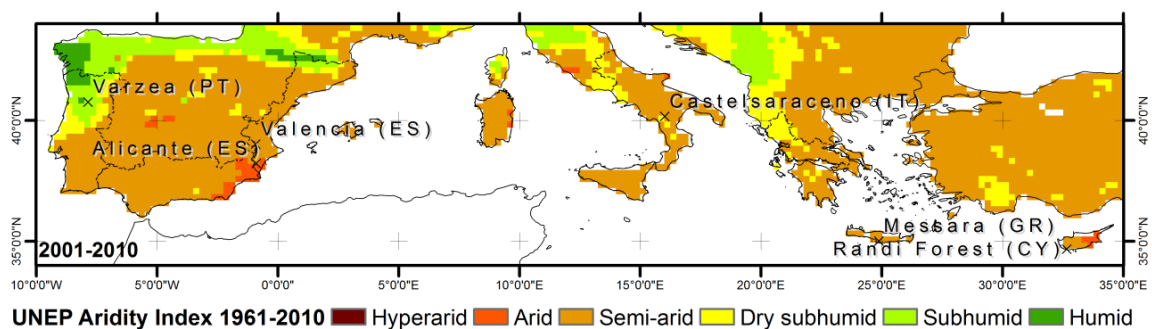 Varzea (PT)
Castelsaraceno (IT)
Valencia (ES)
Alicante (ES)
Messara (GR)
Randi Forest (CY)
2001-2010
40°0'0"N
35°0'0"N
40°0'0"N
35°0'0"N
10°0'0"W 5°0'0"W 0°0'0"E 5°0'0"E 10°0'0"E 15°0'0"E 20°0'0"E 25°0'0"E 30°0'0"E 35°0'0"E
UNEP Aridity Index 1961-2010 Hyperarid Arid Semi-arid Dry subhumid Subhumid Humid